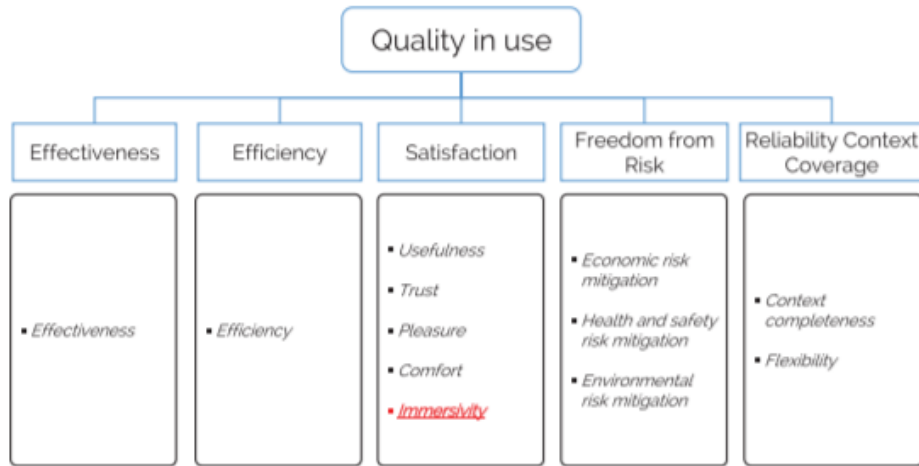 Quality in use
Effectiveness
Efficiency
Satisfaction
Freedom from
Risk
Reliability Context
Coverage
▪ Effectiveness
▪ Efficiency
▪ Usefulness
▪ Trust
▪ Pleasure
▪ Comfort
▪ Immersivity
▪ Economic risk
mitigation
▪ Health and safety
risk mitigation
▪ Environmental
risk mitigation
▪ Context
completeness
▪ Flexibility